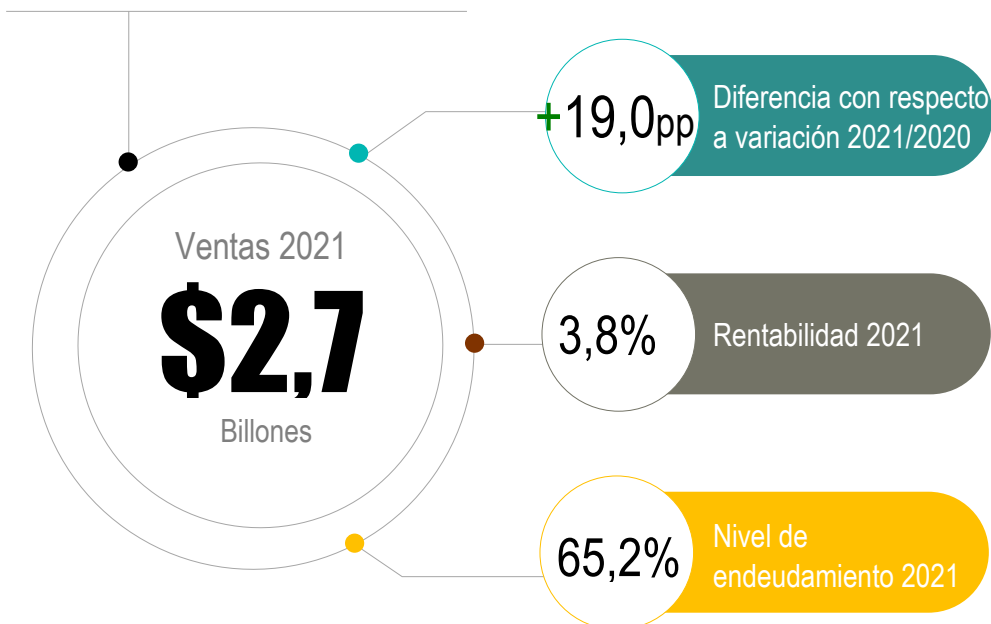 Ventas 2021
$2,7
Billones
+19,0pp
Diferencia con respecto
a variación 2021/2020
3,8%
Rentabilidad 2021
65,2%
Nivel de
endeudamiento 2021